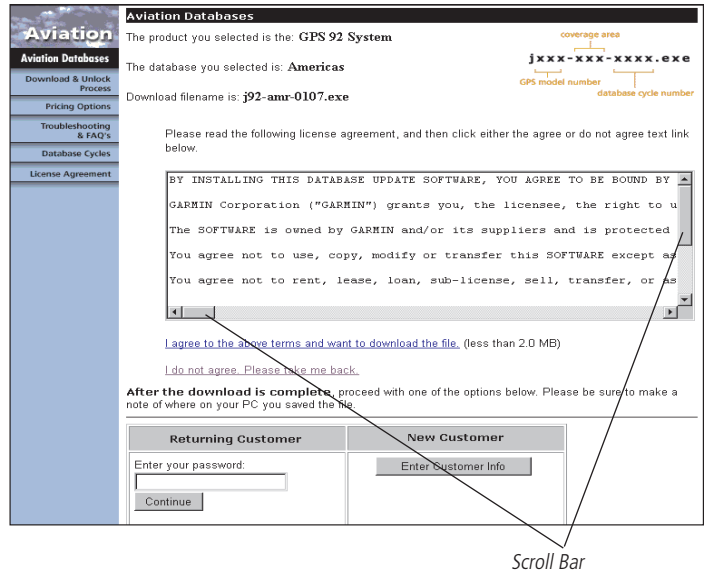 Aviation
Aviation Databases
Download & Unlock
Process
Pricing Options
Troubleshooting
& FAQ's
Database Cycles
License Agreement
Aviation Databases
The product you selected is the: GPS 92 System
The database you selected is: Americas
Download filename is: j92-amr-0107.exe
coverage area
jxxx-xxx-xxxx.exe
GPS model number
database cycle number
Please read the following license agreement, and then click either the agree or do not agree text link
below.
BY INSTALLING THIS DATABASE UPDATE SOFTWARE, YOU AGREE TO BE BOUND BY
GARMIN Corporation ("GARMIN") grants you, the licensee, the right to u
The SOFTWARE is owned by GARMIN and/or its suppliers and is protected
You agree not to use, copy, modify or transfer this SOFTWARE except as
You agree not to rent, lease, loan, sub-license, sell, transfer, or as
I agree to the above terms and want to download the file. (less than 2.0 MB)
I do not agree. Please take me back.
After the download is complete, proceed with one of the options below. Please be sure to make a
note of where on your PC you saved the file.
Returning Customer
New Customer
Enter your password:
Continue
Enter Customer Info
Scroll Bar